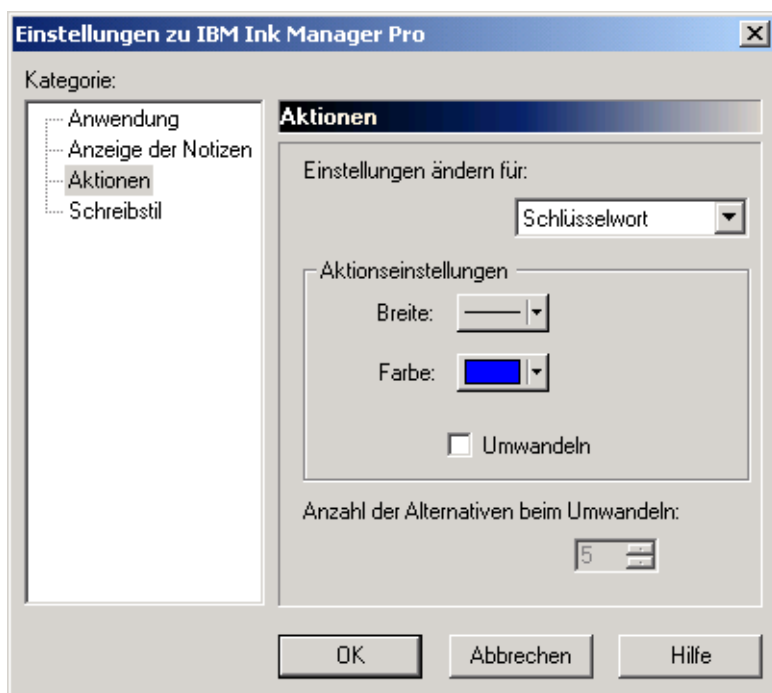 Einstellungen zu IBM Ink Manager Pro
Kategorie:
Anwendung
Anzeige der Notizen
Aktionen
Schreibstil
Aktionen
Einstellungen ändern für:
Schlüsselwort
Aktionseinstellungen
Breite:
Farbe:
Umwandeln
Anzahl der Alternativen beim Umwandeln:
5
OK
Abbrechen
Hilfe